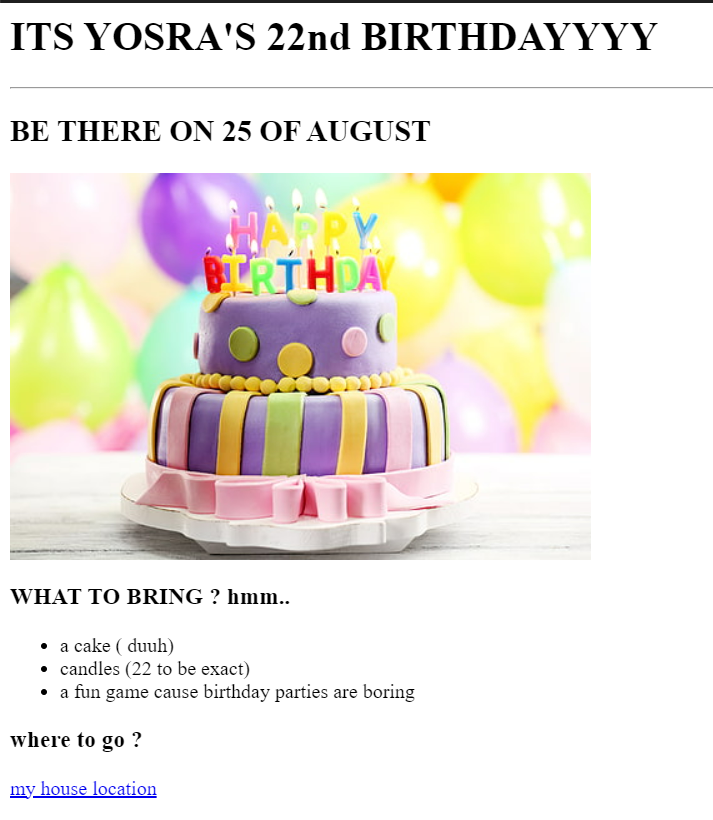 ITS YOSRA'S 22nd BIRTHDAYYYY
BE THERE ON 25 OF AUGUST
HAPPY
BIRTHDAY
WHAT TO BRING ? hmm..
a cake ( duuh)
candles (22 to be exact)
a fun game cause birthday parties are boring
where to go ?
my house location